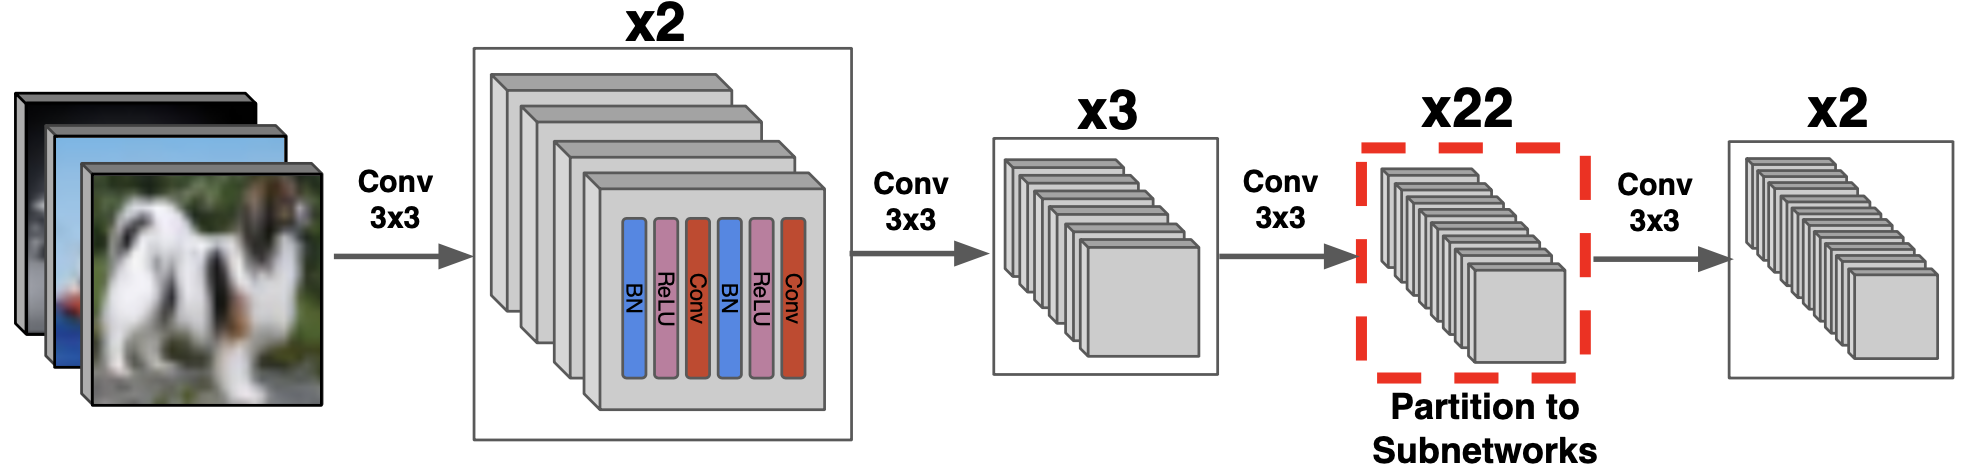 x2
Conv
3x3
BN
ReLU
Conv
BN
ReLU
Conv
Conv
3x3
x3
Conv
3x3
x22
Partition to
Subnetworks
Conv
3x3
x2